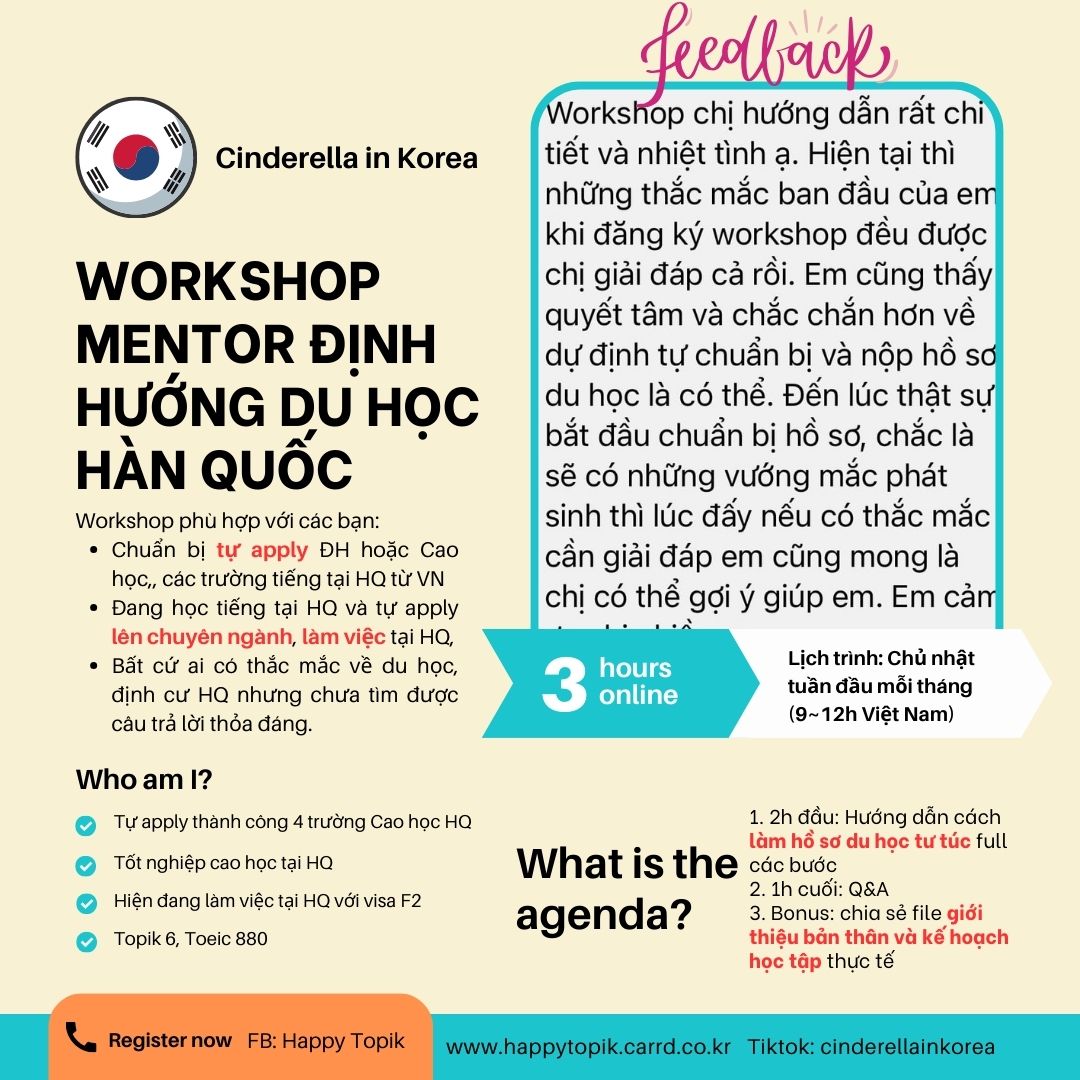 Cinderella in Korea
WORKSHOP
MENTOR ĐỊNH
HƯỚNG DU HỌC
HÀN QUỐC
Workshop phù hợp với các bạn:
Chuẩn bị tự apply ĐH hoặc Cao
học,, các trường tiếng tại HQ từ VN
Đang học tiếng tại HQ và tự apply
lên chuyên ngành, làm việc tại HQ,
Bất cứ ai có thắc mắc về du học,
định cư HQ nhưng chưa tìm được
câu trả lời thỏa đáng.
Feedback
Workshop chị hướng dẫn rất chi
tiết và nhiệt tình ạ. Hiện tại thì
những thắc mắc ban đầu của em
khi đăng ký workshop đều được
chị giải đáp cả rồi. Em cũng thấy
quyết tâm và chắc chắn hơn về
dự định tự chuẩn bị và nộp hồ sơ
du học là có thể. Đến lúc thật sự
bắt đầu chuẩn bị hồ sơ, chắc là
sẽ có những vướng mắc phát
sinh thì lúc đấy nếu có thắc mắc
cần giải đáp em cũng mong là
chị có thể gợi ý giúp em. Em cảm
3 hours
online
Lịch trình: Chủ nhật
tuần đầu mỗi tháng
(9~12h Việt Nam)
Who am I?
Tự apply thành công 4 trường Cao học HQ
Tốt nghiệp cao học tại HQ
Hiện đang làm việc tại HQ với visa F2
Topik 6, Toeic 880
What is the
agenda?
1. 2h đầu: Hướng dẫn cách
làm hồ sơ du học tư túc full
các bước
2. 1h cuối: Q&A
3. Bonus: chia sẻ file giới
thiệu bản thân và kế hoạch
học tập thực tế
Register now FB: Happy Topik
www.happytopik.carrd.co.kr Tiktok: cinderellainkorea